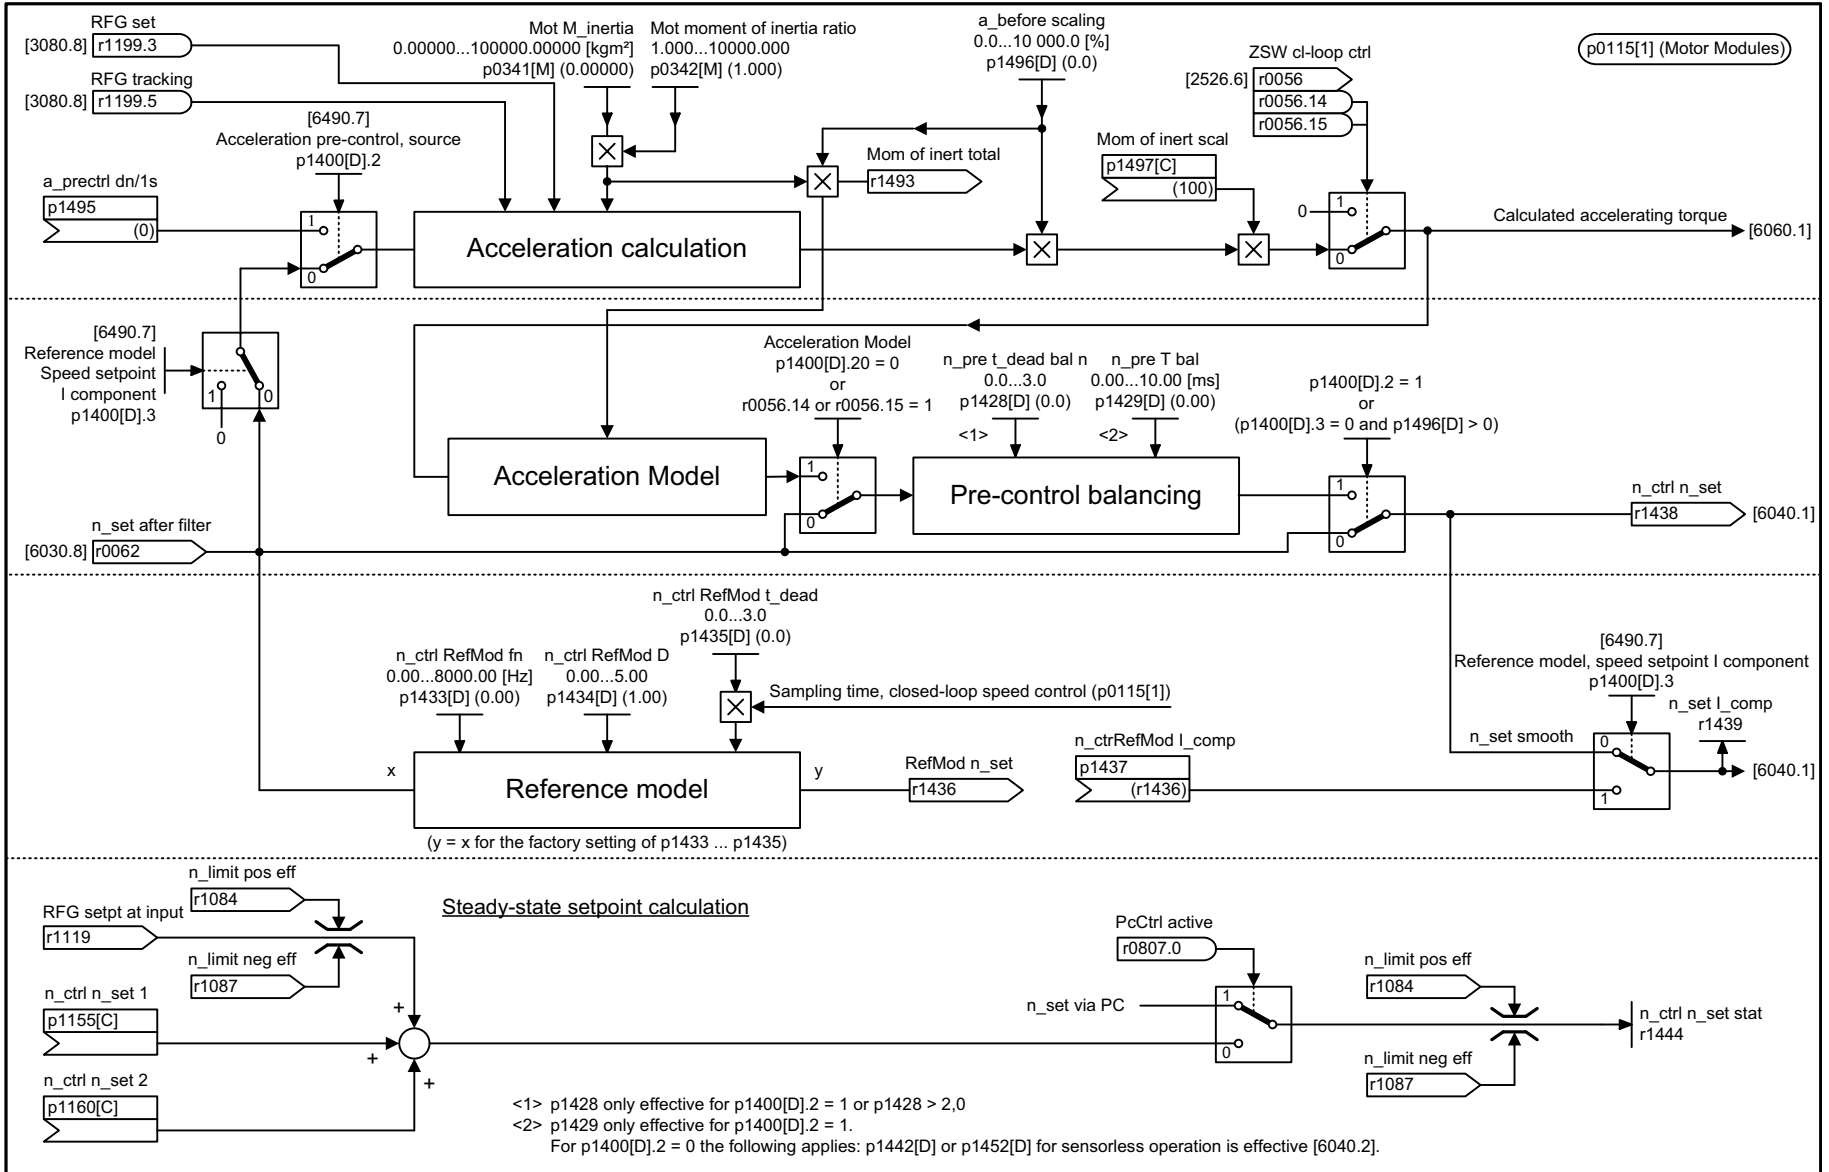 RFG set
[3080.8] r1199.3
RFG tracking
[3080.8] r1199.5
Mot M_inertia
0.00000...100000.00000 [kgm²]
p0341[M] (0.00000)
Mot moment of inertia ratio
1.000...10000.000
p0342[M] (1.000)
a_before scaling
0.0...10 000.0 [%]
p1496[D] (0.0)
ZSW cl-loop ctrl
[2526.6] r0056
r0056.14
r0056.15
p0115[1] (Motor Modules)
[6490.7]
Acceleration pre-control, source
p1400[D].2
a_prectrl dn/1s
p1495
(0)
1
0
Acceleration calculation
Mom of inert total
r1493
Mom of inert scal
p1497[C]
(100)
0
1
0
Calculated accelerating torque
[6060.1]
[6490.7]
Reference model
Speed setpoint
I component
p1400[D].3
1
0
0
Acceleration Model
p1400[D].20 = 0
or
r0056.14 or r0056.15 = 1
n_pre t_dead bal n
0.0...3.0
p1428[D] (0.0)
<1>
n_pre T bal
0.00...10.00 [ms]
p1429[D] (0.00)
<2>
p1400[D].2 = 1
or
(p1400[D].3 = 0 and p1496[D] > 0)
Acceleration Model
1
0
Pre-control balancing
1
0
n_ctrl n_set
r1438
[6040.1]
n_set after filter
[6030.8] r0062
n_ctrl RefMod t_dead
0.0...3.0
p1435[D] (0.0)
n_ctrl RefMod fn
0.00...8000.00 [Hz]
p1433[D] (0.00)
n_ctrl RefMod D
0.00...5.00
p1434[D] (1.00)
Sampling time, closed-loop speed control (p0115[1])
[6490.7]
Reference model, speed setpoint I component
p1400[D].3
n_set I_comp
r1439
n_set smooth
0
1
[6040.1]
x
Reference model
y
RefMod n_set
r1436
n_ctrRefMod I_comp
p1437
(r1436)
(y = x for the factory setting of p1433 ... p1435)
Steady-state setpoint calculation
n_limit pos eff
r1084
RFG setpt at input
r1119
n_limit neg eff
r1087
n_ctrl n_set 1
p1155[C]
n_ctrl n_set 2
p1160[C]
+
+
+
PcCtrl active
r0807.0
n_set via PC
1
0
n_limit pos eff
r1084
n_limit neg eff
r1087
n_ctrl n_set stat
r1444
<1> p1428 only effective for p1400[D].2 = 1 or p1428 > 2,0
<2> p1429 only effective for p1400[D].2 = 1.
For p1400[D].2 = 0 the following applies: p1442[D] or p1452[D] for sensorless operation is effective [6040.2].